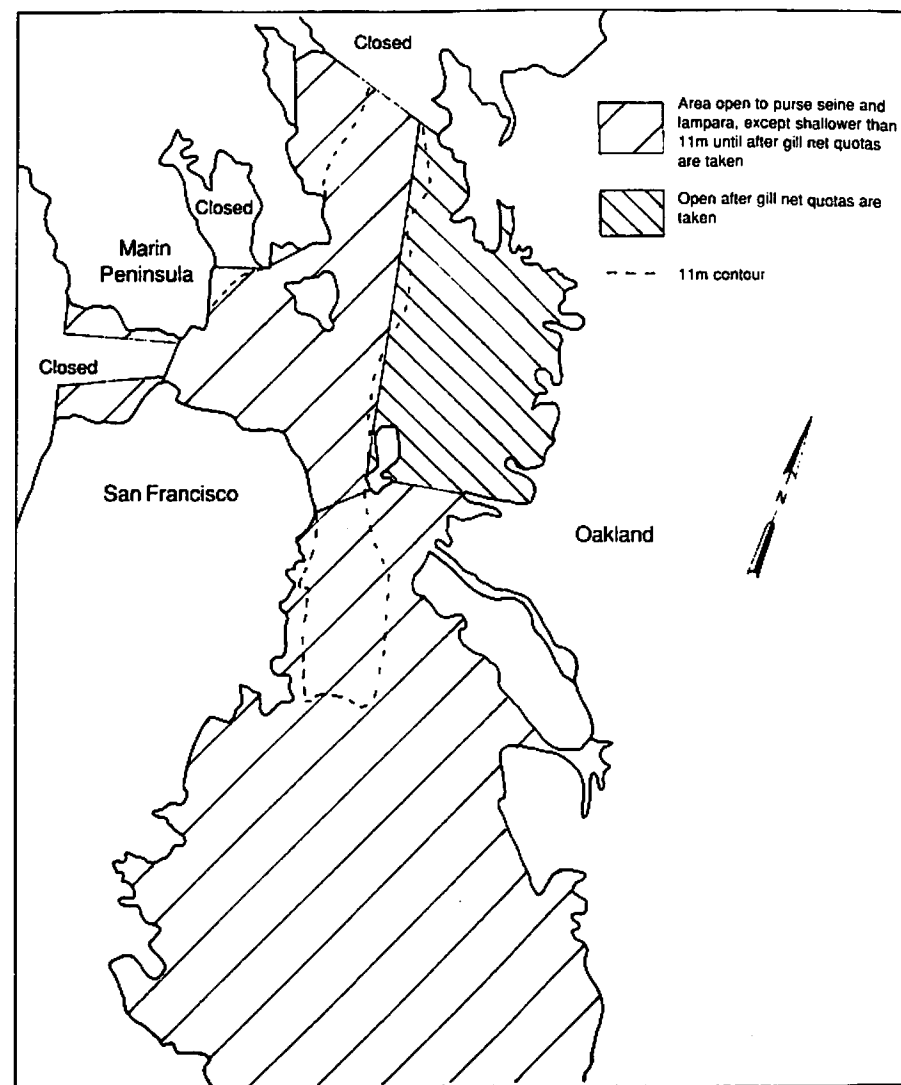 Closed
Area open to purse seine and
lampara, except shallower than
11m until after gill net quotas
are taken
Closed
Open after gill net quotas are
taken
Marin
Peninsula
11m contour
Closed
San Francisco
N
Oakland